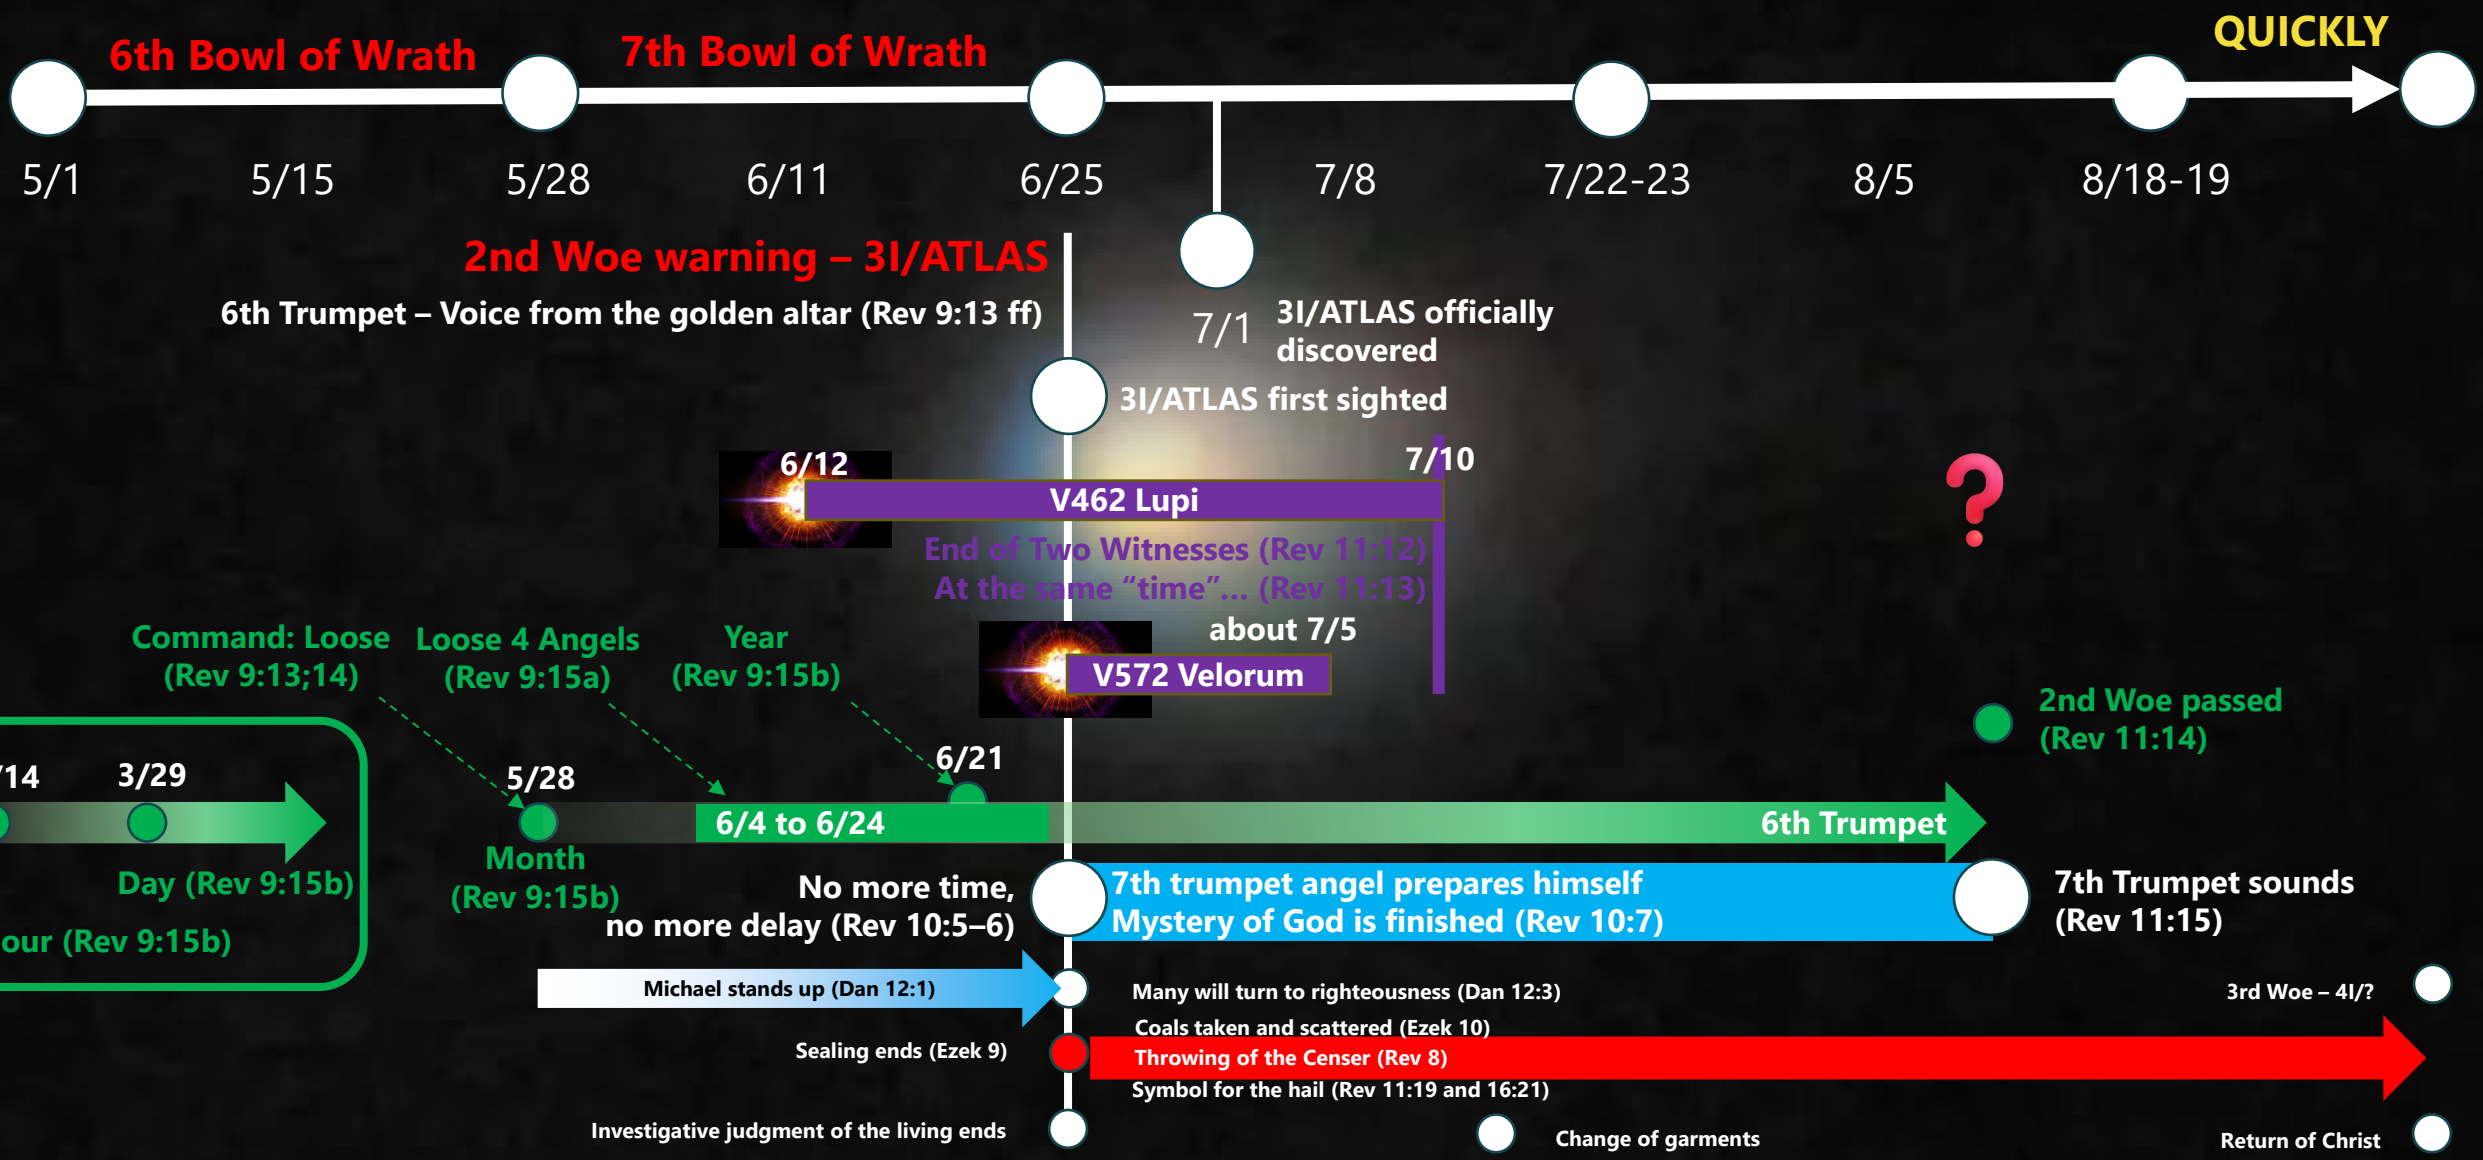 QUICKLY
6th Bowl of Wrath
7th Bowl of Wrath
5/1
5/15
5/28
6/11
6/25
7/8
7/22-23
8/5
8/18-19
2nd Woe warning – 3I/ATLAS
6th Trumpet – Voice from the golden altar (Rev 9:13 ff)
7/1
3I/ATLAS officially
discovered
3I/ATLAS first sighted
6/12
7/10
V462 Lupi
End of Two Witnesses (Rev 11:12)
At the same “time”... (Rev 11:13)
about 7/5
V572 Velorum
Command: Loose
(Rev 9:13;14)
Loose 4 Angels
(Rev 9:15a)
Year
(Rev 9:15b)
2nd Woe passed
(Rev 11:14)
/14
3/29
5/28
6/21
6/4 to 6/24
6th Trumpet
Day (Rev 9:15b)
our (Rev 9:15b)
Month
(Rev 9:15b)
No more time,
no more delay (Rev 10:5–6)
7th trumpet angel prepares himself
Mystery of God is finished (Rev 10:7)
7th Trumpet sounds
(Rev 11:15)
Michael stands up (Dan 12:1)
Many will turn to righteousness (Dan 12:3)
3rd Woe – 4I/?
Coals taken and scattered (Ezek 10)
Sealing ends (Ezek 9)
Throwing of the Censer (Rev 8)
Symbol for the hail (Rev 11:19 and 16:21)
Investigative judgment of the living ends
Change of garments
Return of Christ